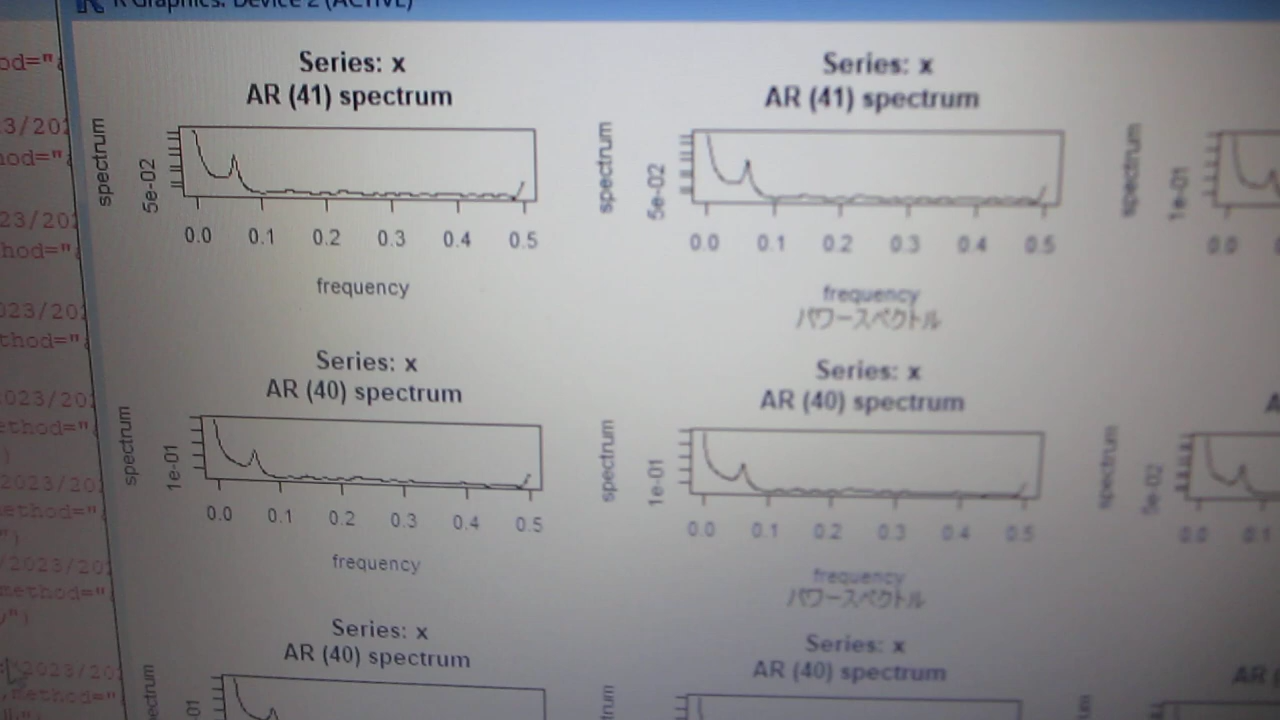 R Graphics: Device 2 (ACTIVE)
Series: x
AR (41) spectrum
spectrum
5e-02
0.0 0.1 0.2 0.3 0.4 0.5
frequency
Series: x
AR (41) spectrum
spectrum
5e-02
0.0 0.1 0.2 0.3 0.4 0.5
frequency
パワースペクトル
spectrum
1e-01
0.0
Series: x
AR (40) spectrum
spectrum
1e-01
0.0 0.1 0.2 0.3 0.4 0.5
frequency
Series: x
AR (40) spectrum
spectrum
1e-01
0.0 0.1 0.2 0.3 0.4 0.5
frequency
パワースペクトル
spectrum
5e-02
0.0 0.1
Series: x
AR (40) spectrum
Series: x
AR (40) spectrum
AR
od="
3/20
hod="
23/20
hod="
023/20
thod="
2023/20
ethod="
)
2023/20
ethod="
")
/2023/20
method="
")
2023/20
,method="